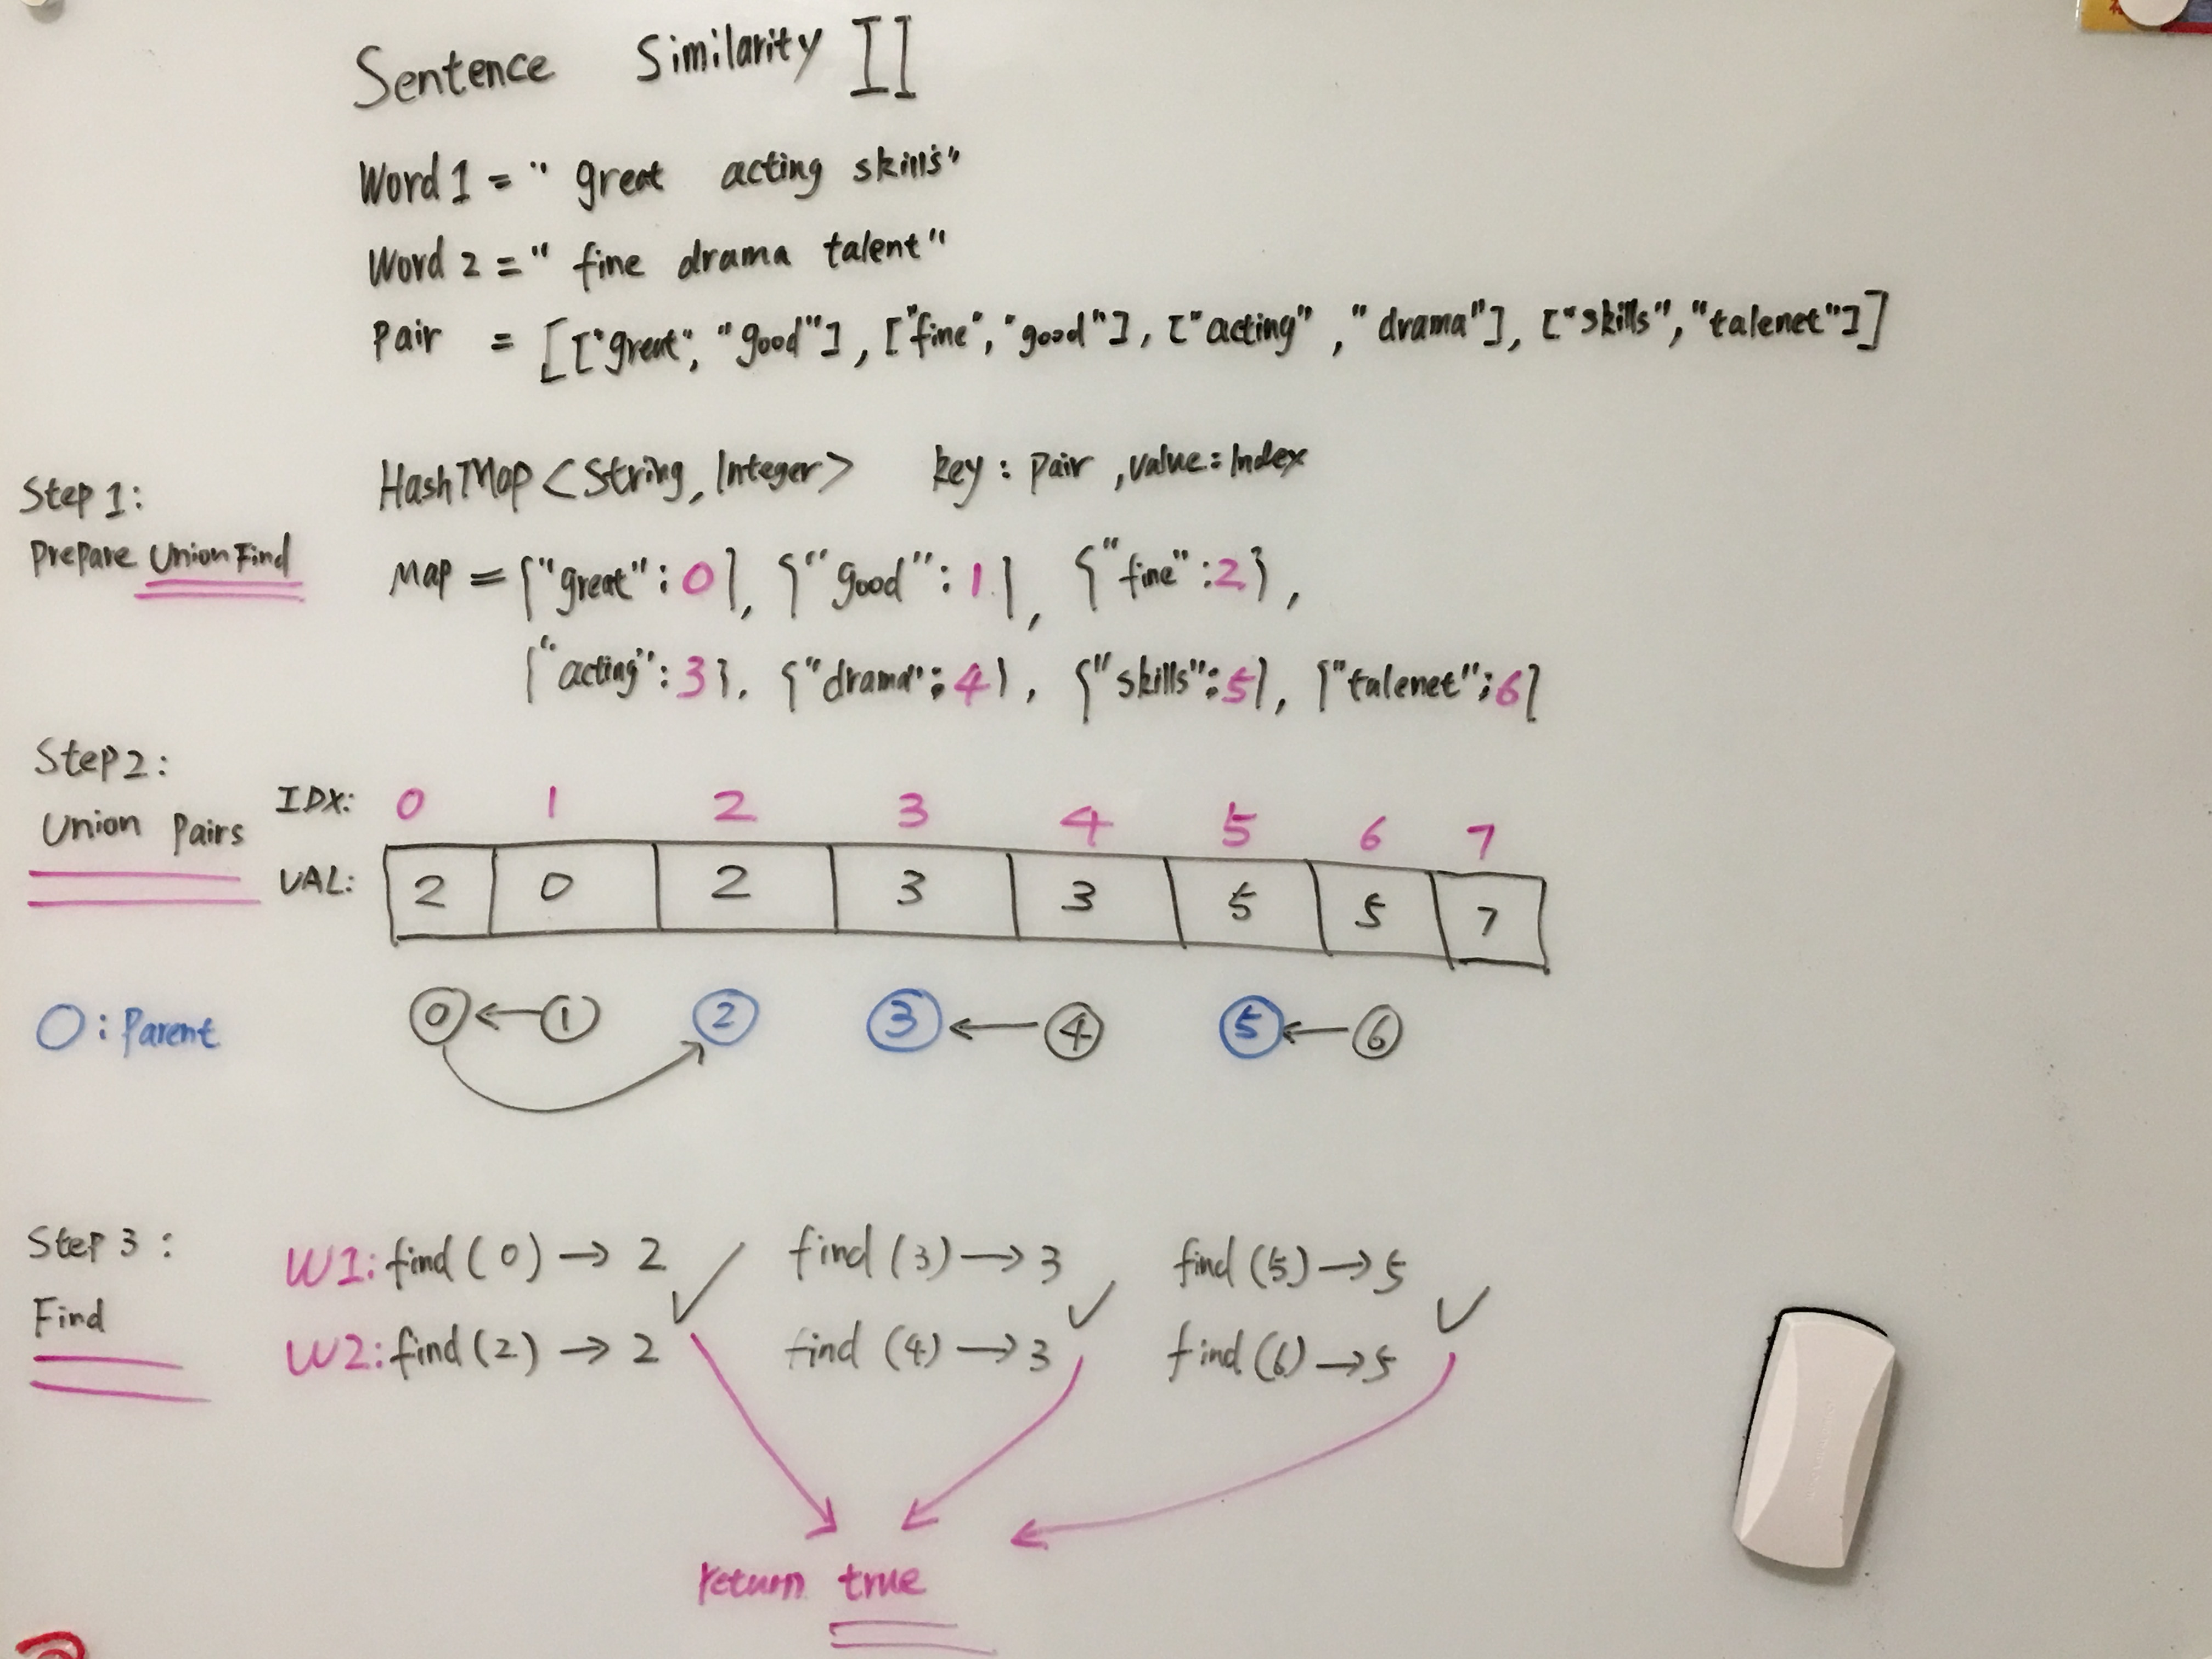 Sentence Similarity II
Word 1 = " great acting skills"
Word 2 = " fine drama talent"
Pair = [["great", "good"], ["fine", "good"], ["acting", "drama"], ["skills", "talenet"]]
Step 1:
HashMap <String, Integer> key: pair, value: Index
Prepare Union Find
Map = {"great": 0}, {"good": 1}, {"fine": 2},
{"acting": 3}, {"drama": 4}, {"skills": 5}, {"talenet": 6}
Step 2:
Union Pairs
IDX: 0 1 2 3 4 5 6 7
VAL: 2 0 2 3 3 5 5 7
O: Parent
0 1 2 3 4 5 6
Step 3:
Find
W1: find(0) → 2 find(3) → 3 find(5) → 5
W2: find(2) → 2 find(4) → 3 find(6) → 5
return true